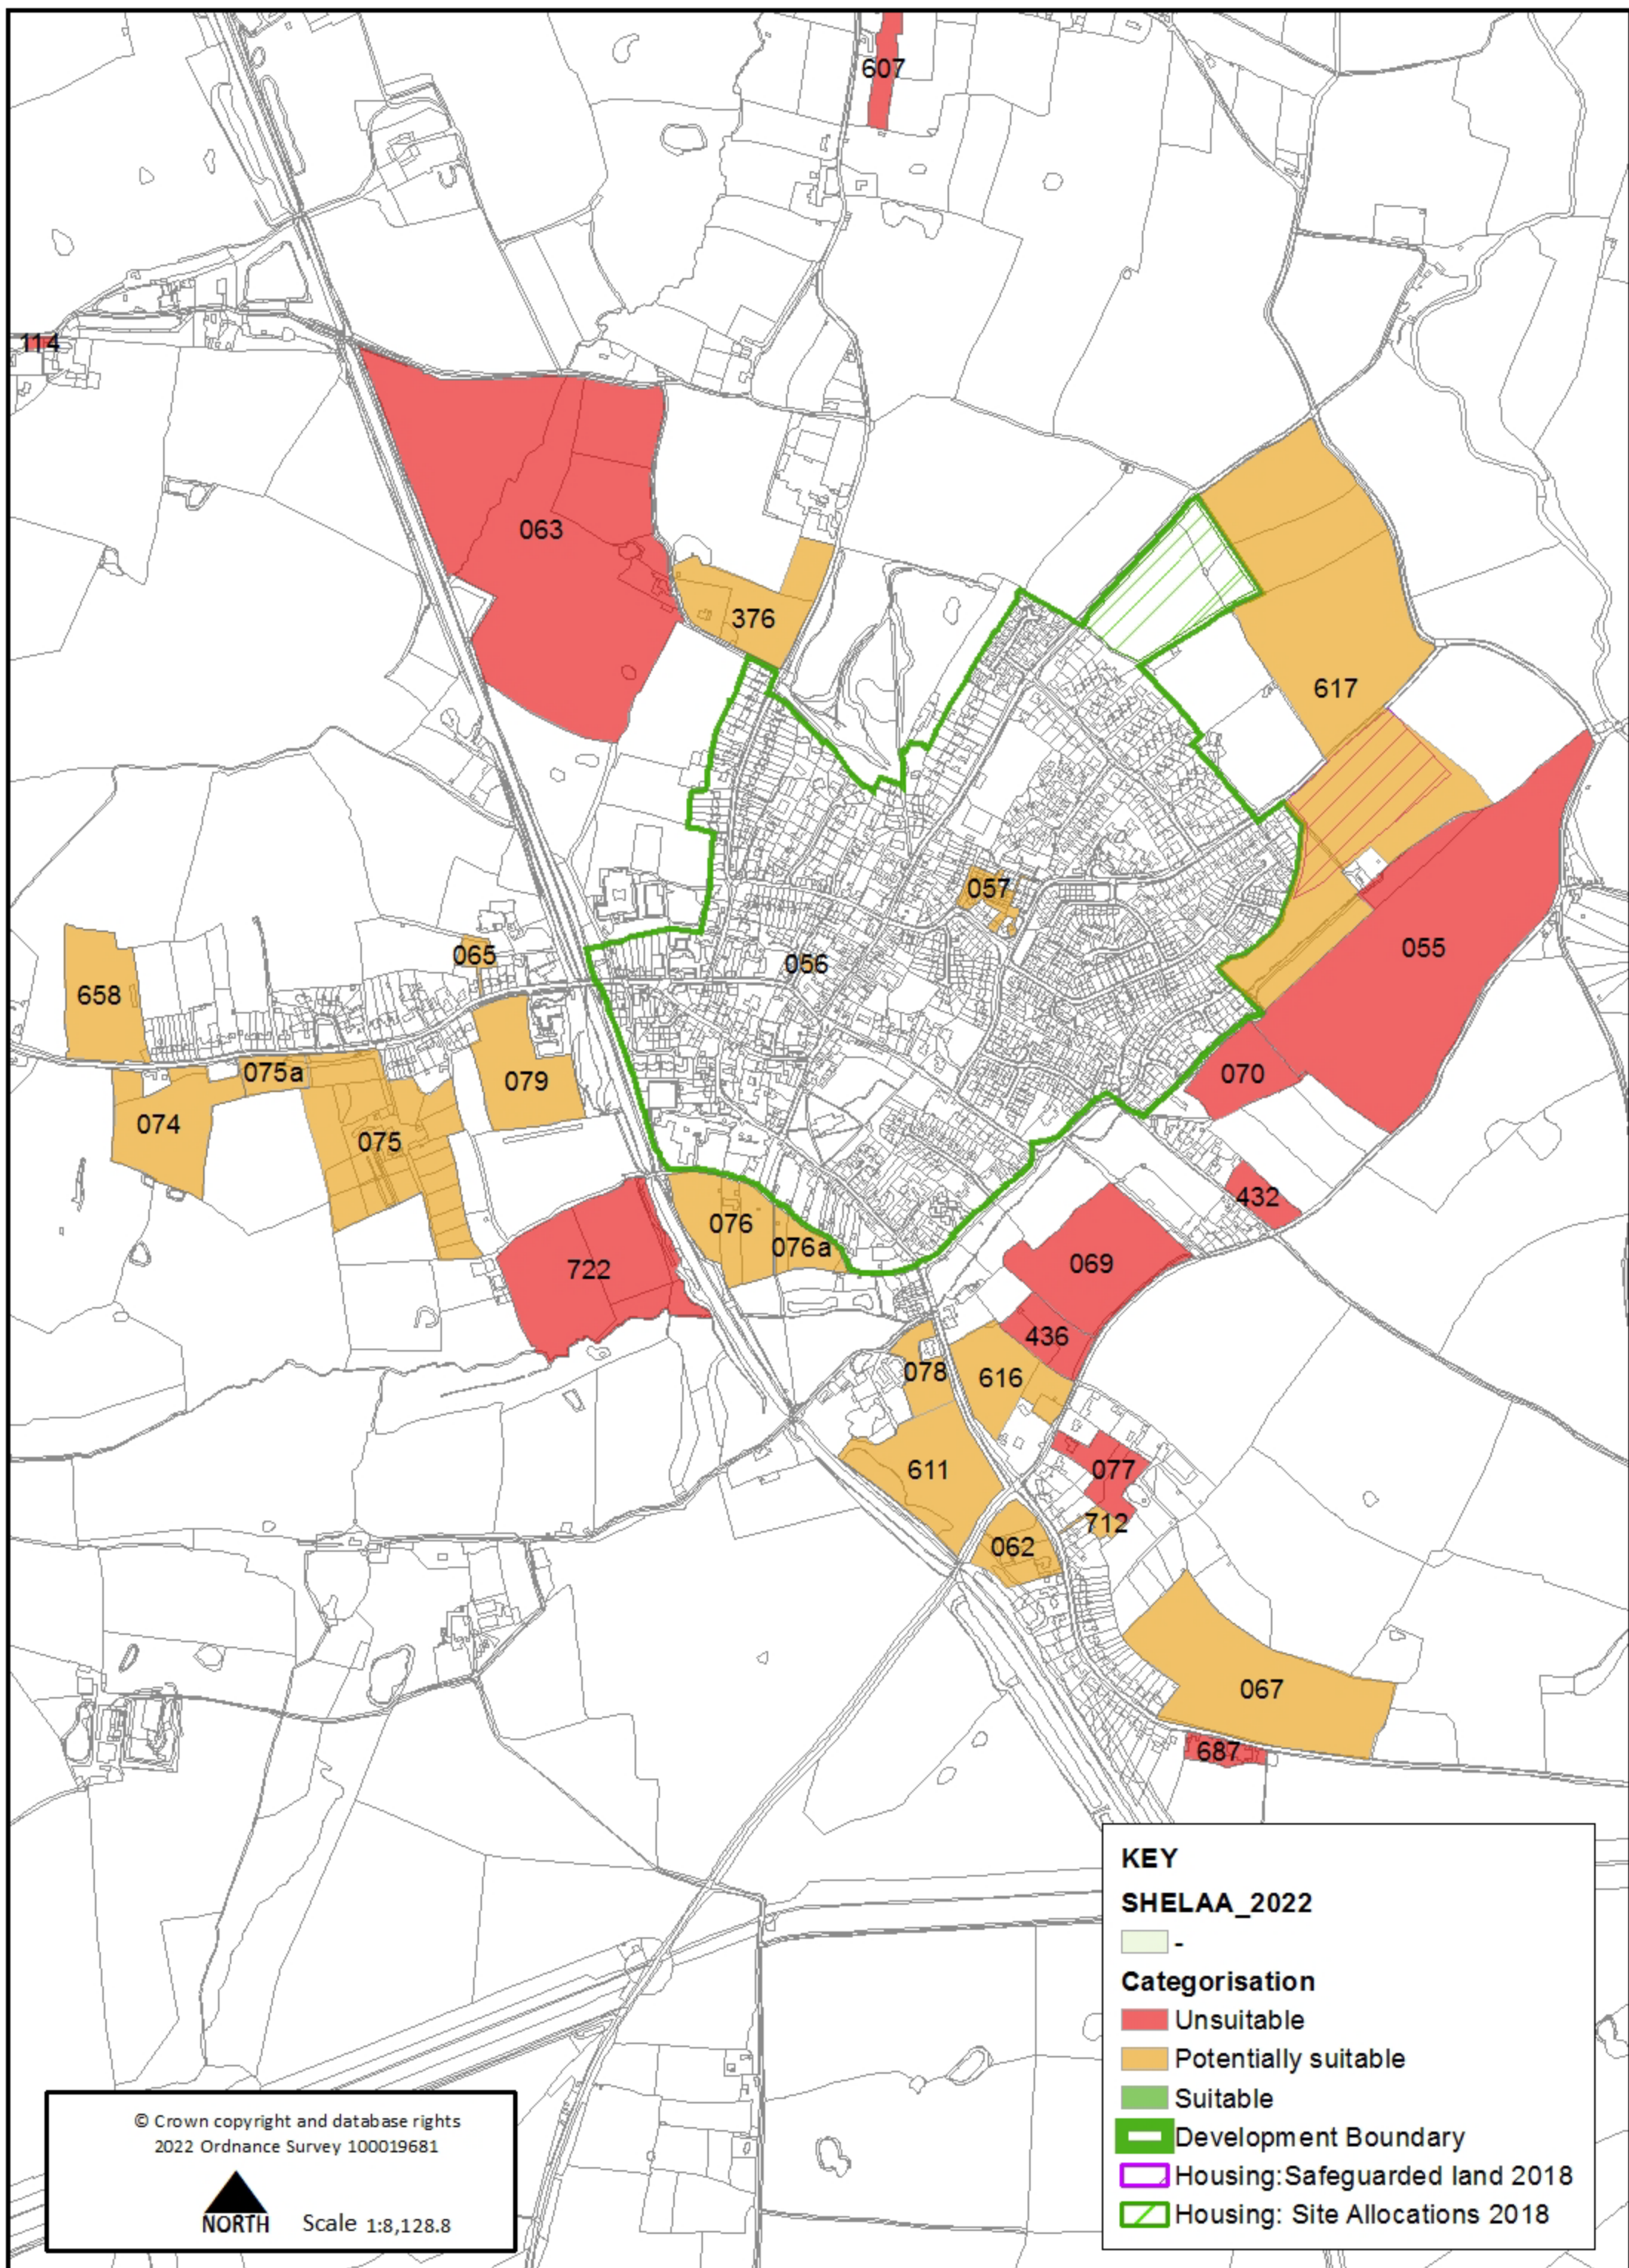 607
114
063
376
617
057
065
056
055
658
075a
079
070
074
075
432
076
076a
069
722
436
078
616
611
077
712
062
067
687
KEY
SHELAA_2022
-
Categorisation
Unsuitable
Potentially suitable
Suitable
Development Boundary
Housing:Safeguarded land 2018
Housing: Site Allocations 2018
© Crown copyright and database rights
2022 Ordnance Survey 100019681
NORTH Scale 1:8,128.8